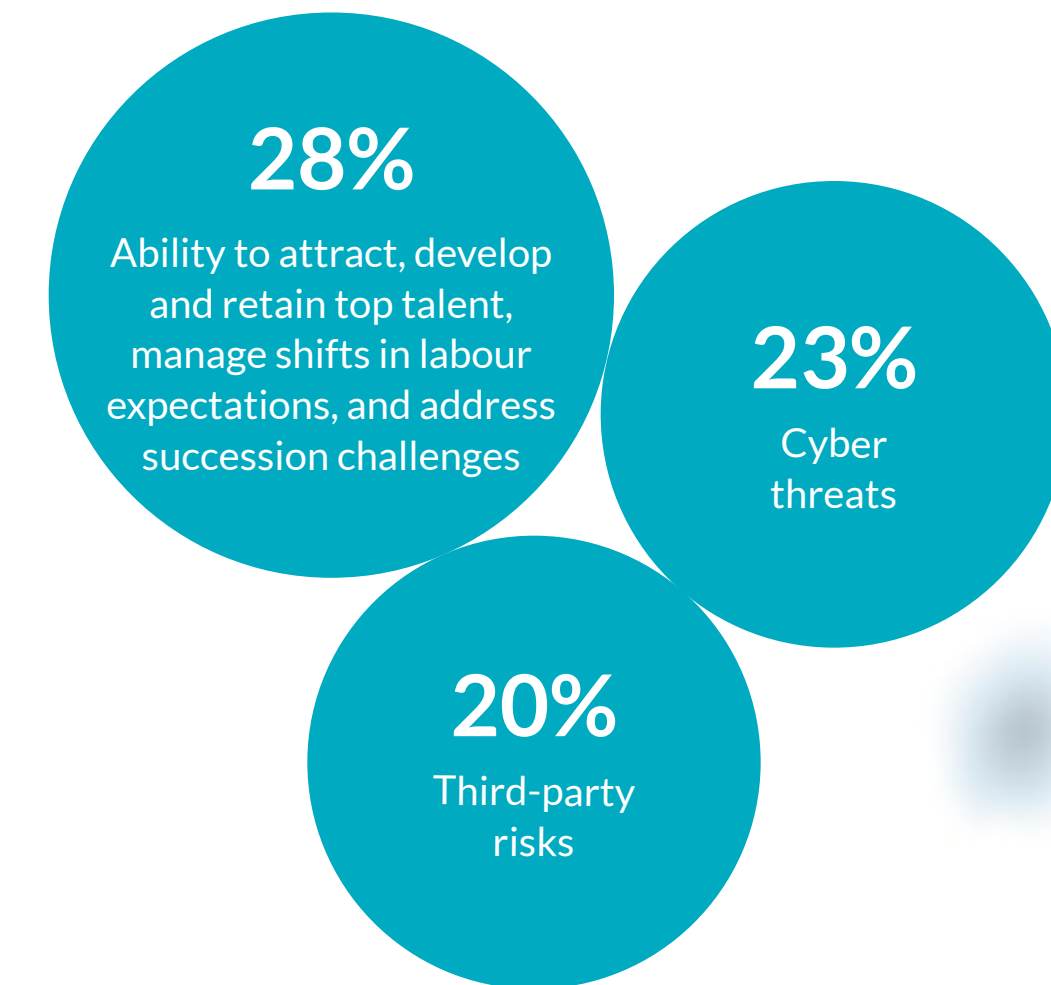 28%
Ability to attract, develop
and retain top talent,
manage shifts in labour
expectations, and address
succession challenges
23%
Cyber
threats
20%
Third-party
risks